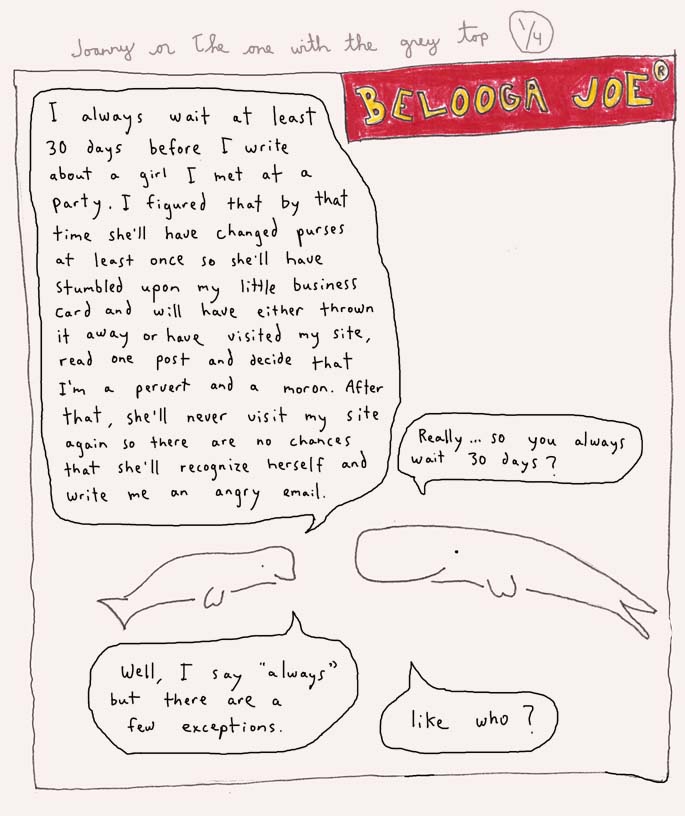 Joanny or The one with the grey top 1/4
BELOOGA JOE®
I always wait at least
30 days before I write
about a girl I met at a
party. I figured that by that
time she'll have changed purses
at least once so she'll have
stumbled upon my little business
card and will have either thrown
it away or have visited my site,
read one post and decide that
I'm a pervert and a moron. After
that, she'll never visit my site
again so there are no chances
that she'll recognize herself and
write me an angry email.
Really... so you always
wait 30 days?
Well, I say "always"
but there are a
few exceptions.
like who?